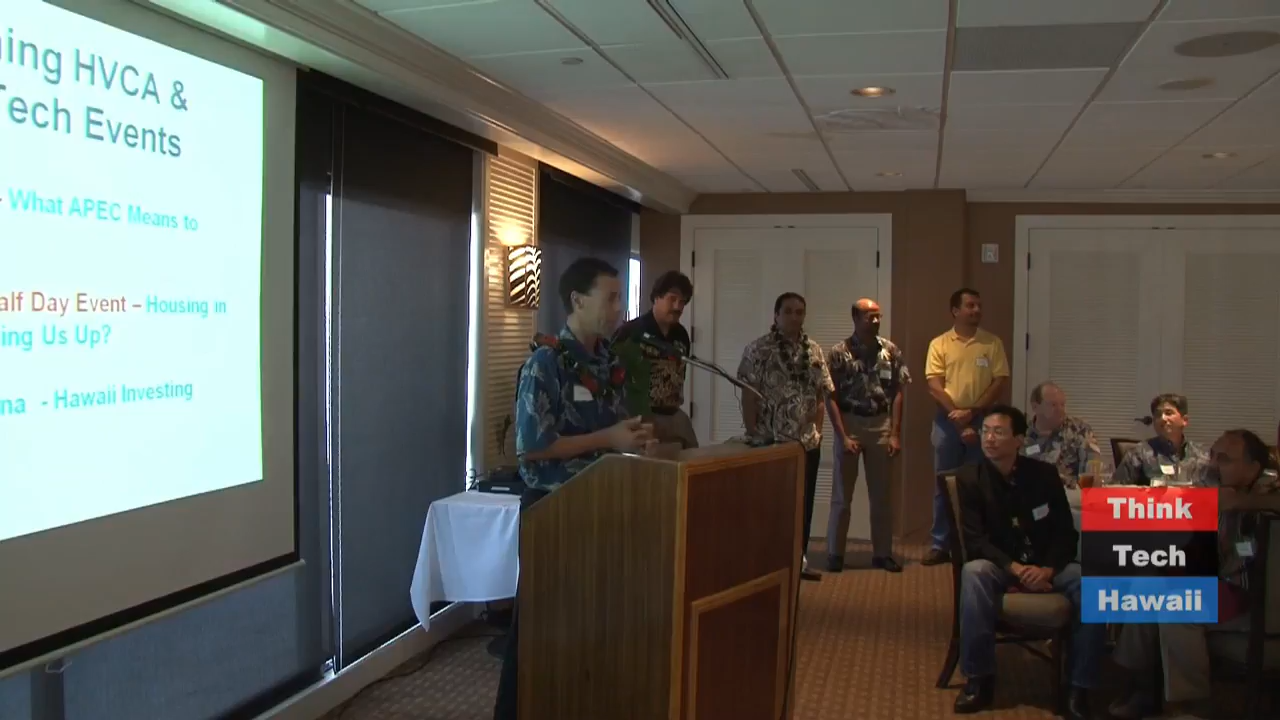 ing HVCA &
Tech Events
- What APEC Means to
alf Day Event – Housing in
ing Us Up?
na - Hawaii Investing
Think
Tech
Hawaii